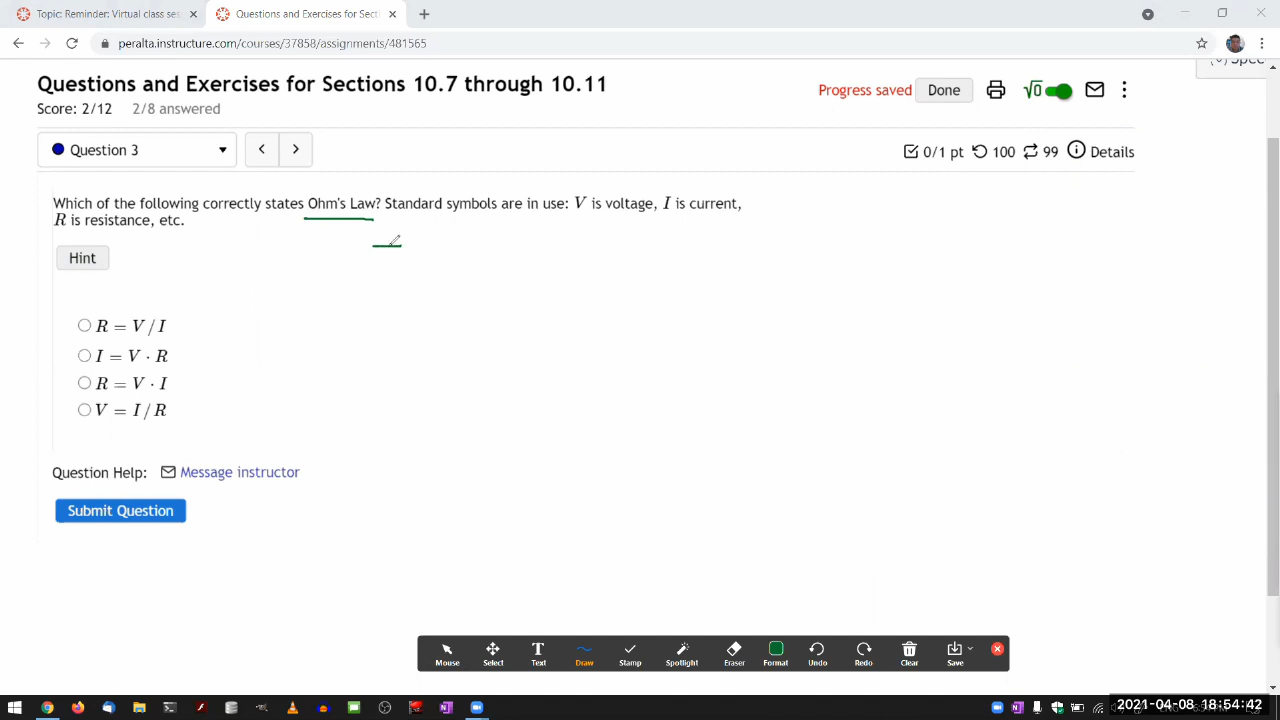 Topic: Reminder: Virtual class ses
Questions and Exercises for Sec
peralta.instructure.com/courses/37858/assignments/481565
Questions and Exercises for Sections 10.7 through 10.11
Score: 2/12 2/8 answered
Progress saved Done √0
Question 3
0/1 pt 100 99 Details
Which of the following correctly states Ohm's Law? Standard symbols are in use: V is voltage, I is current,
R is resistance, etc.
Hint
R = V / I
I = V · R
R = V · I
V = I / R
Question Help: Message instructor
Submit Question
Mouse Select Text Draw Stamp Spotlight Eraser Format Undo Redo Clear Save
2021-04-08 18:54:42